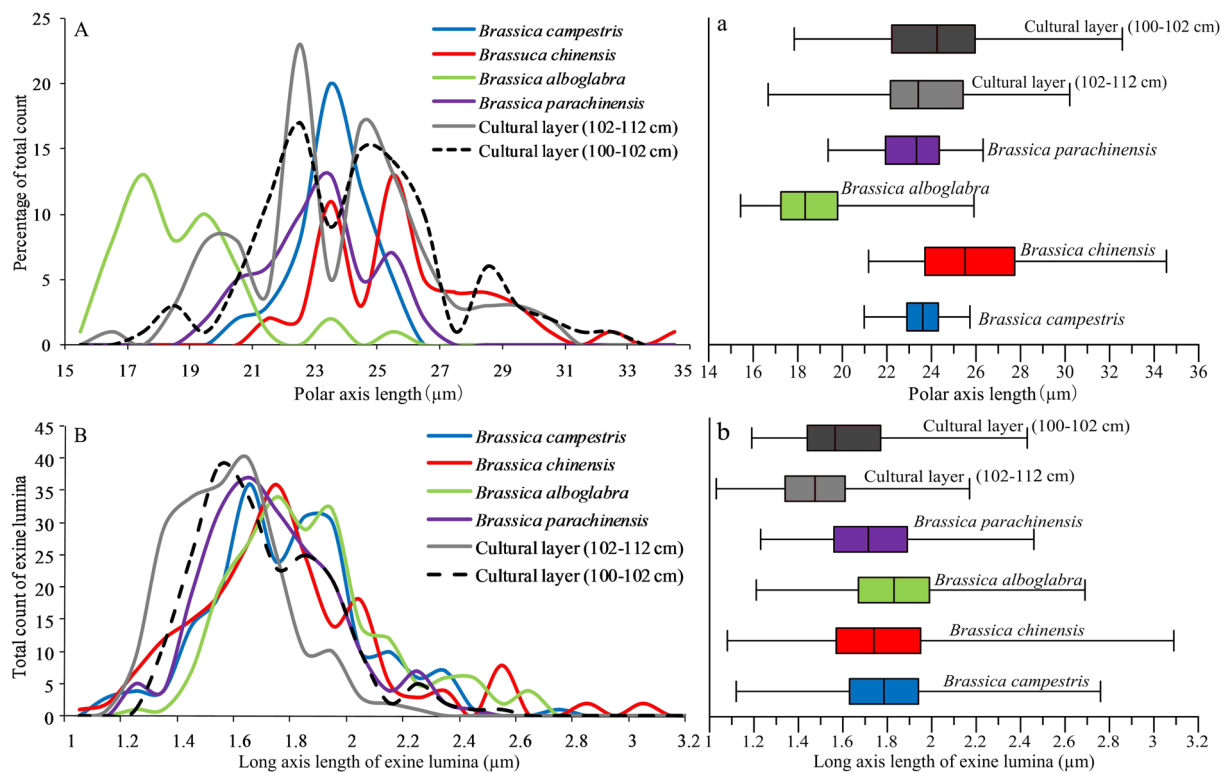 A
25
20
15
10
5
0
Percentage of total count
Brassica campestris
Brassuca chinensis
Brassica alboglabra
Brassica parachinensis
Cultural layer (102-112 cm)
Cultural layer (100-102 cm)
15 17 19 21 23 25 27 29 31 33 35
Polar axis length (μm)
a
Cultural layer (100-102 cm)
Cultural layer (102-112 cm)
Brassica parachinensis
Brassica alboglabra
Brassica chinensis
Brassica campestris
14 16 18 20 22 24 26 28 30 32 34 36
Polar axis length (μm)
B
45
40
35
30
25
20
15
10
5
0
Total count of exine lumina
Brassica campestris
Brassica chinensis
Brassica alboglabra
Brassica parachinensis
Cultural layer (102-112 cm)
Cultural layer (100-102 cm)
1 1.2 1.4 1.6 1.8 2 2.2 2.4 2.6 2.8 3 3.2
Long axis length of exine lumina (μm)
b
Cultural layer (100-102 cm)
Cultural layer (102-112 cm)
Brassica parachinensis
Brassica alboglabra
Brassica chinensis
Brassica campestris
1 1.2 1.4 1.6 1.8 2 2.2 2.4 2.6 2.8 3 3.2
Long axis length of exine lumina (μm)